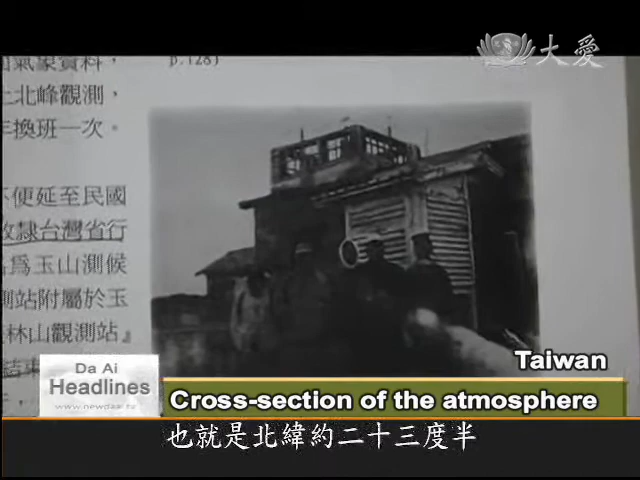 大愛
氣象資料，
p.128)
北峰觀測，
換班一次。
便延至民國
隸台灣省行
為玉山測候
測站附屬於玉
林山觀測站』
Taiwan
Da Ai
Headlines
www.newdaai.tv
Cross-section of the atmosphere
也就是北緯約二十三度半